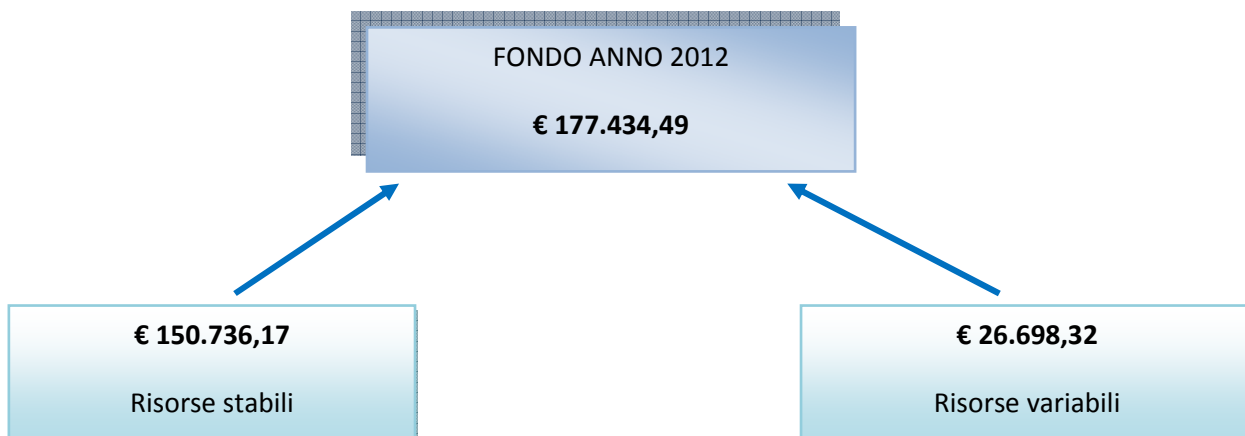 FONDO ANNO 2012
€ 177.434,49
€ 150.736,17
Risorse stabili
€ 26.698,32
Risorse variabili